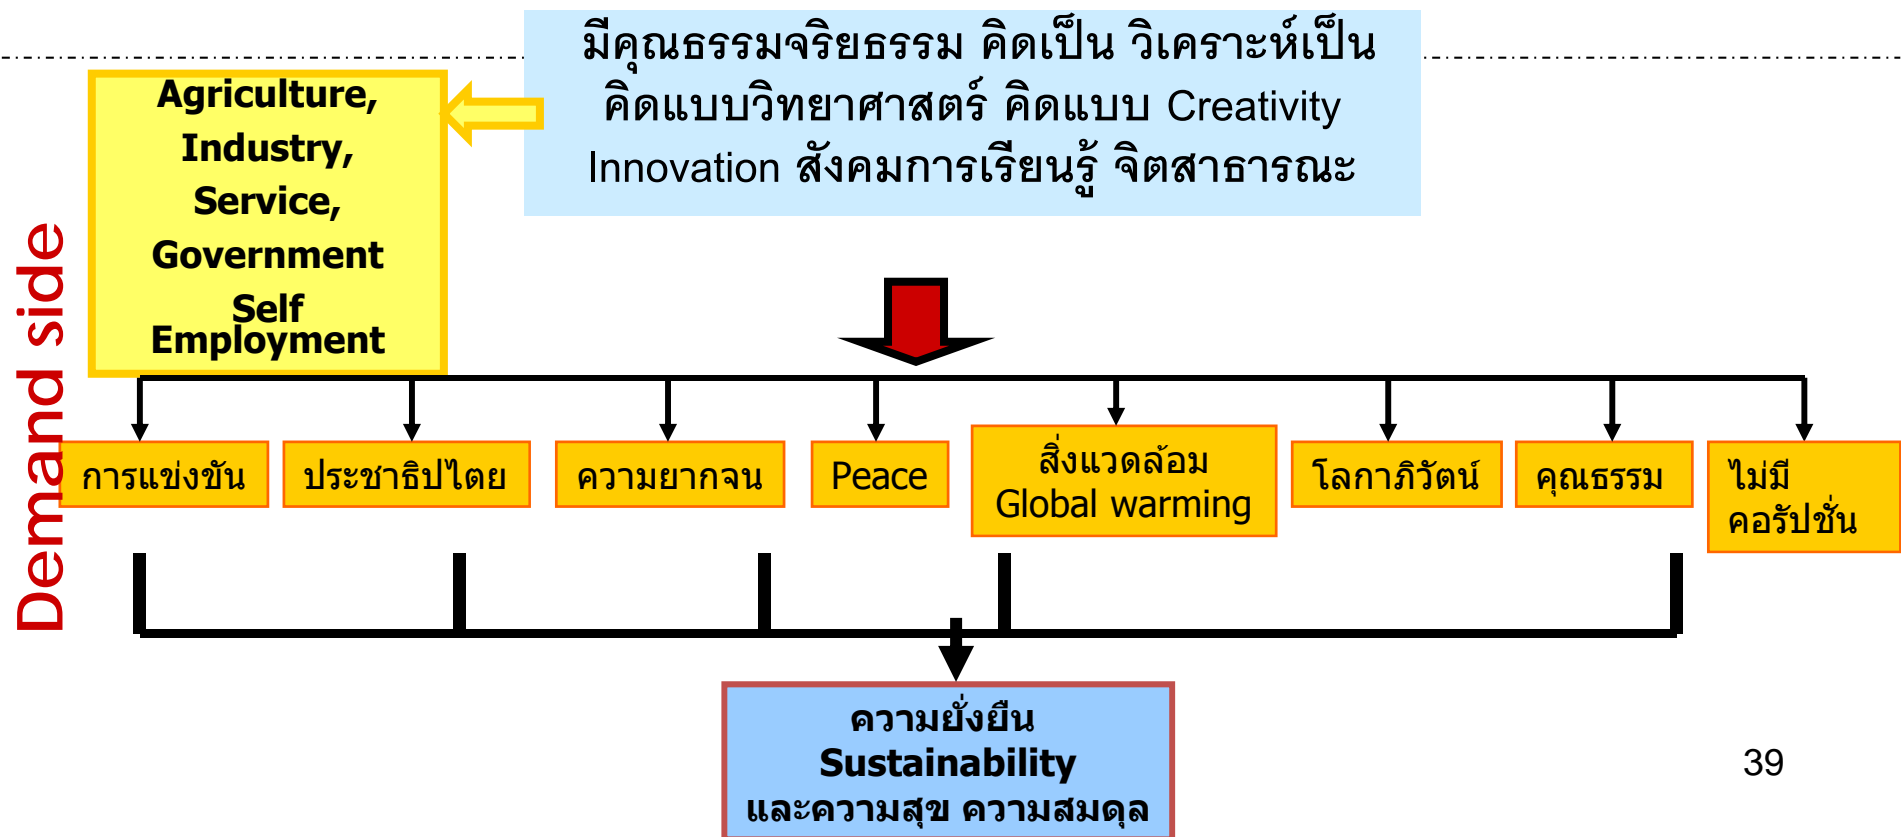 มีคุณธรรมจริยธรรม คิดเป็น วิเคราะห์เป็น
คิดแบบวิทยาศาสตร์ คิดแบบ Creativity
Innovation สังคมการเรียนรู้ จิตสาธารณะ
Agriculture,
Industry,
Service,
Government
Self
Employment
Demand side
การแข่งขัน
ประชาธิปไตย
ความยากจน
Peace
สิ่งแวดล้อม
Global warming
โลกาภิวัตน์
คุณธรรม
ไม่มี
คอรัปชั่น
ความยั่งยืน
Sustainability
และความสุข ความสมดุล
39